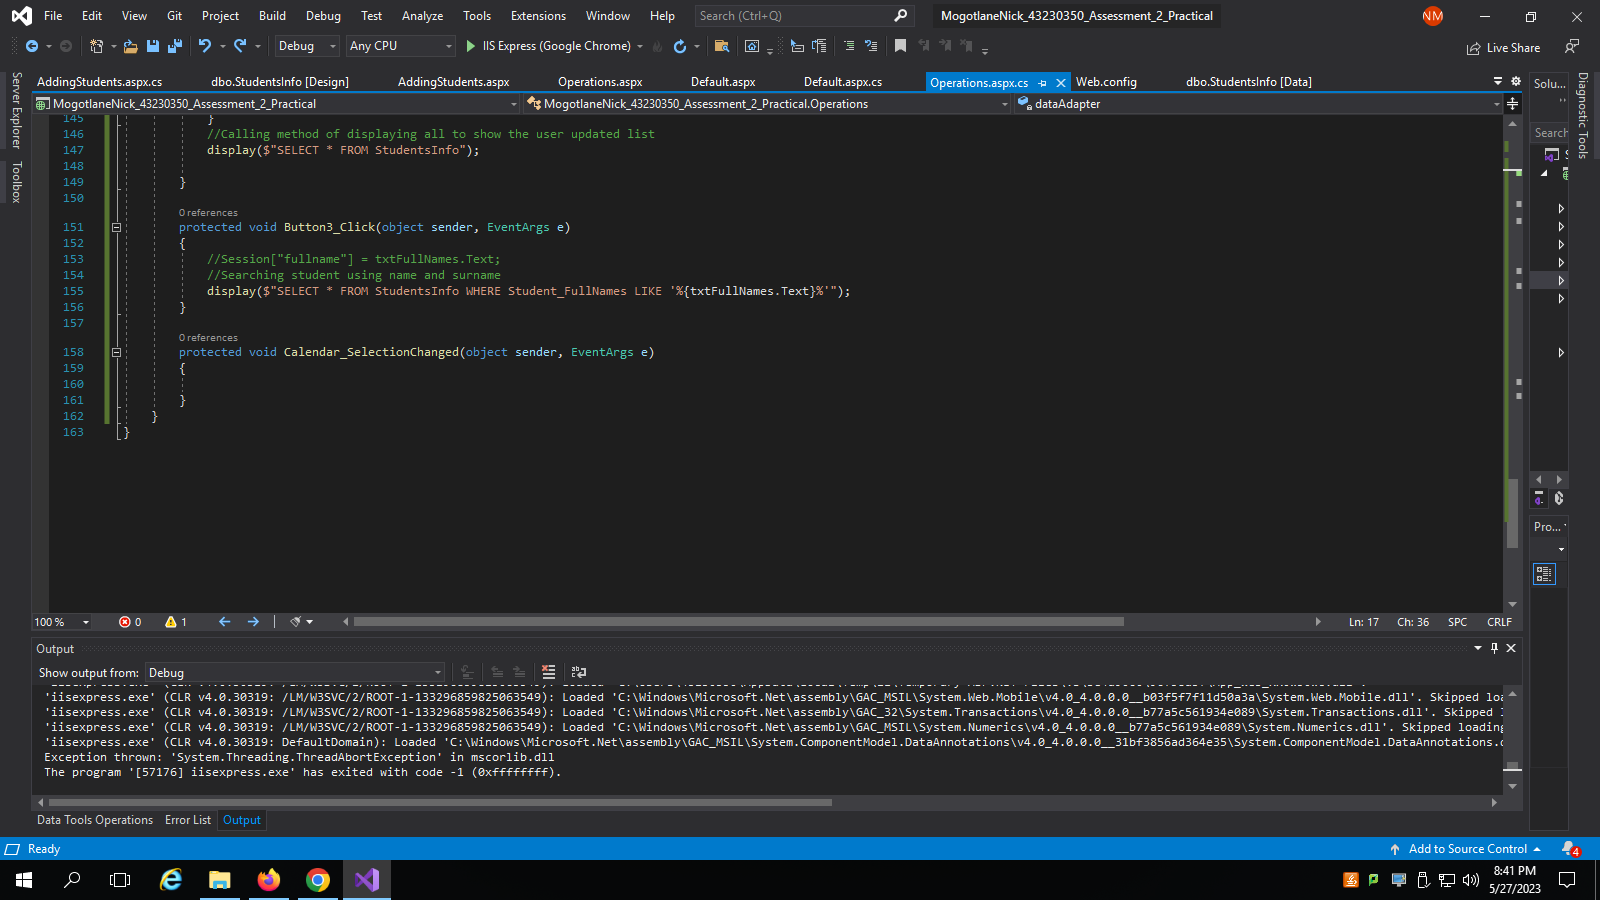 File Edit View Git Project Build Debug Test Analyze Tools Extensions Window Help Search (Ctrl+Q) MogotlaneNick_43230350_Assessment_2_Practical NM
Debug Any CPU IIS Express (Google Chrome) Live Share
AddingStudents.aspx.cs dbo.StudentsInfo [Design] AddingStudents.aspx Operations.aspx Default.aspx Default.aspx.cs Operations.aspx.cs Web.config dbo.StudentsInfo [Data]
MogotlaneNick_43230350_Assessment_2_Practical MogotlaneNick_43230350_Assessment_2_Practical.Operations dataAdapter
Server Explorer
Toolbox
Solu...
Search
Diagnostic Tools
145 }
146 //Calling method of displaying all to show the user updated list
147 display($"SELECT * FROM StudentsInfo");
148
149 }
150
0 references
151 protected void Button3_Click(object sender, EventArgs e)
152 {
153 //Session["fullname"] = txtFullNames.Text;
154 //Searching student using name and surname
155 display($"SELECT * FROM StudentsInfo WHERE Student_FullNames LIKE '%{txtFullNames.Text}%'");
156 }
157
0 references
158 protected void Calendar_SelectionChanged(object sender, EventArgs e)
159 {
160
161 }
162 }
163 }
Pro...
100 % 0 1 Ln: 17 Ch: 36 SPC CRLF
Output
Show output from: Debug
'iisexpress.exe' (CLR v4.0.30319: /LM/W3SVC/2/ROOT-1-133296859825063549): Loaded 'C:\Windows\Microsoft.Net\assembly\GAC_MSIL\System.Web.Mobile\v4.0_4.0.0.0__b03f5f7f11d50a3a\System.Web.Mobile.dll'. Skipped loa
'iisexpress.exe' (CLR v4.0.30319: /LM/W3SVC/2/ROOT-1-133296859825063549): Loaded 'C:\Windows\Microsoft.Net\assembly\GAC_32\System.Transactions\v4.0_4.0.0.0__b77a5c561934e089\System.Transactions.dll'. Skipped l
'iisexpress.exe' (CLR v4.0.30319: /LM/W3SVC/2/ROOT-1-133296859825063549): Loaded 'C:\Windows\Microsoft.Net\assembly\GAC_MSIL\System.Numerics\v4.0_4.0.0.0__b77a5c561934e089\System.Numerics.dll'. Skipped loading
'iisexpress.exe' (CLR v4.0.30319: DefaultDomain): Loaded 'C:\Windows\Microsoft.Net\assembly\GAC_MSIL\System.ComponentModel.DataAnnotations\v4.0_4.0.0.0__31bf3856ad364e35\System.ComponentModel.DataAnnotations.d
Exception thrown: 'System.Threading.ThreadAbortException' in mscorlib.dll
The program '[57176] iisexpress.exe' has exited with code -1 (0xffffffff).
Data Tools Operations Error List Output
Ready Add to Source Control 4
8:41 PM
5/27/2023